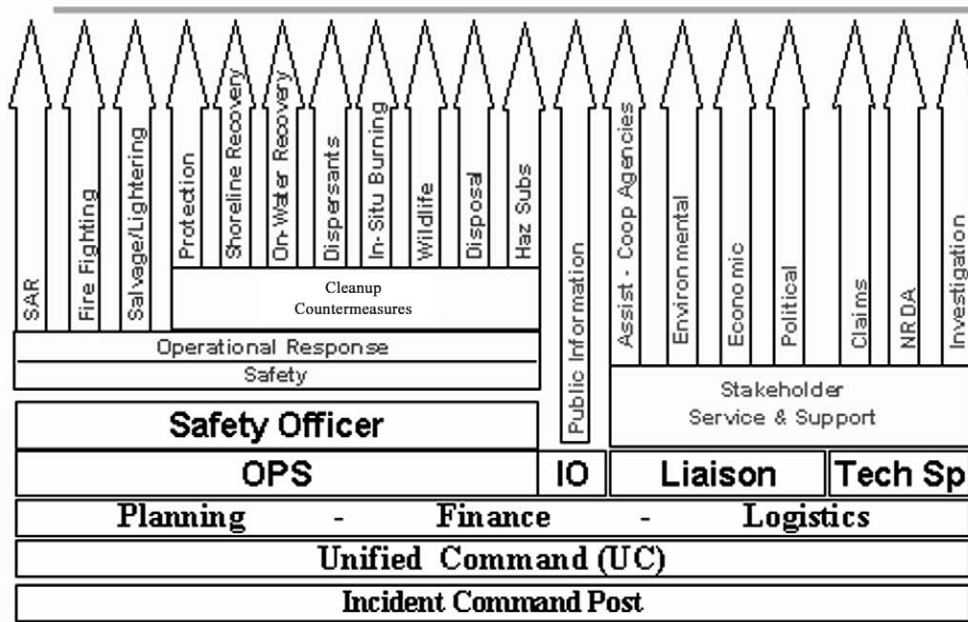 SAR
Fire Fighting
Salvage/Lightering
Protection
Shoreline Recovery
On-Water Recovery
Dispersants
In-Situ Burning
Wildlife
Disposal
Haz Subs
Public Information
Assist - Coop Agencies
Environmental
Economic
Political
Claims
NRDA
Investigation
Cleanup
Countermeasures
Operational Response
Safety
Stakeholder
Service & Support
Safety Officer
OPS
IO
Liaison
Tech Sp
Planning - Finance - Logistics
Unified Command (UC)
Incident Command Post